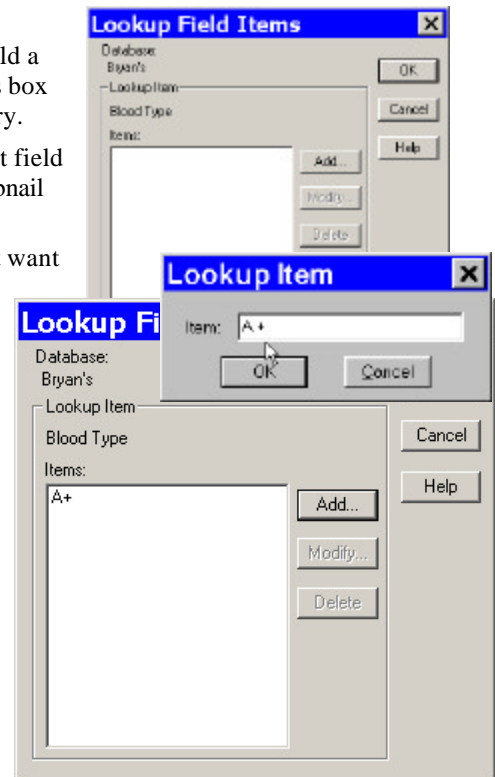 ld a
s box
ry.
t field
bnail
want
Lookup Field Items
Database:
Bryan's
Lookup Item
Blood Type
Items:
OK
Cancel
Help
Add...
Modify...
Delete
Lookup Item
Item: A+
OK
Cancel
Lookup Fi
Database:
Bryan's
Lookup Item
Blood Type
Items:
A+
Cancel
Help
Add...
Modify...
Delete